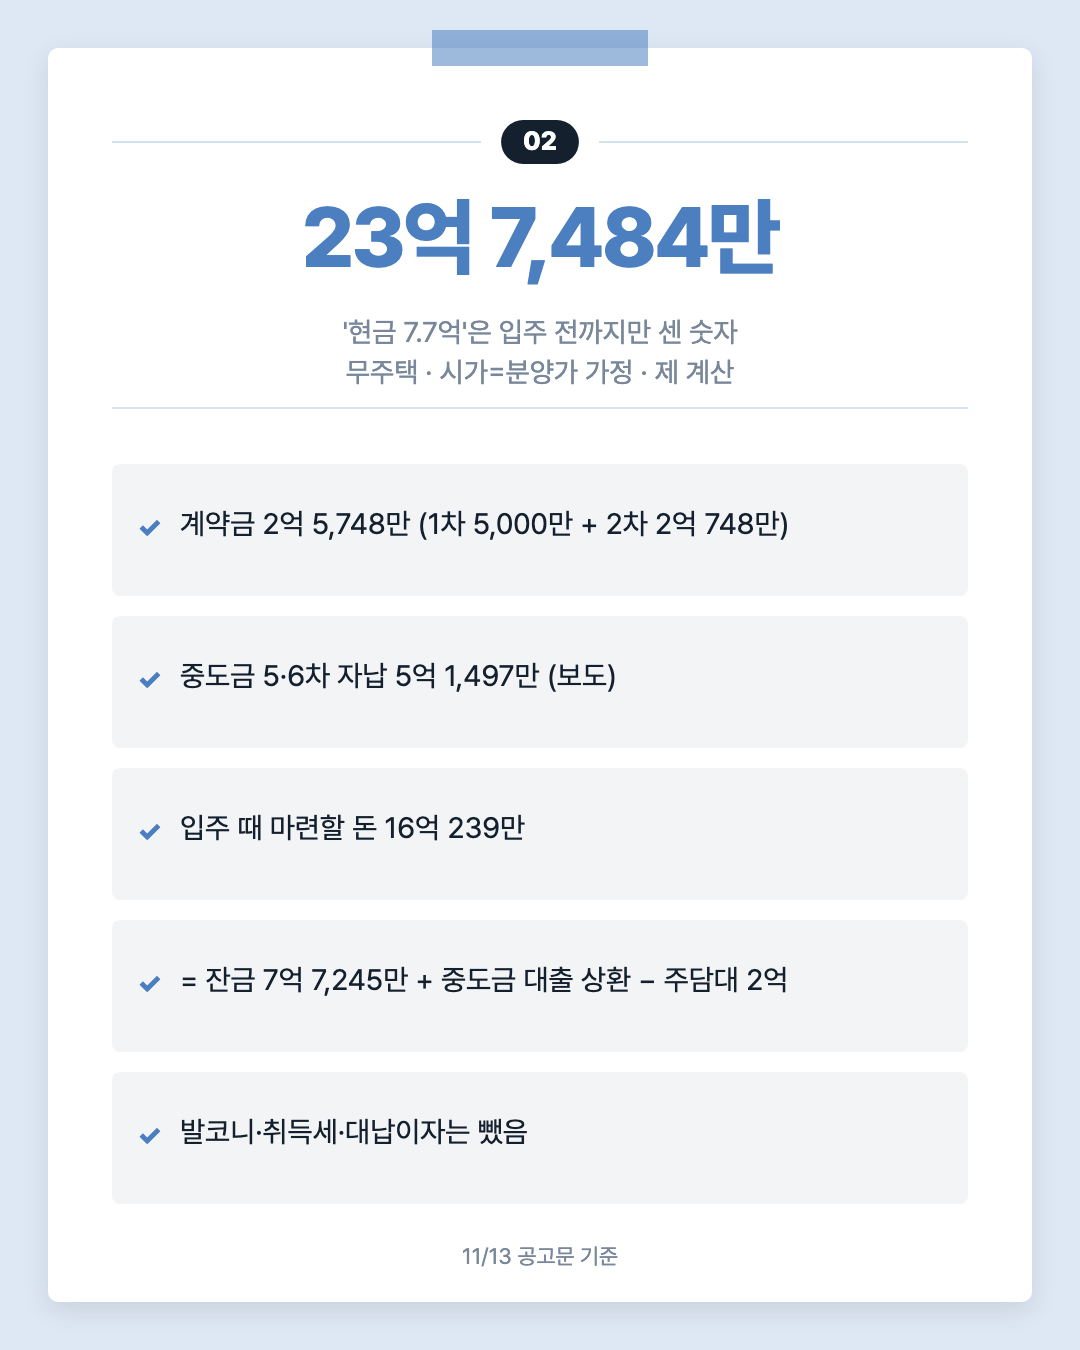 02
23억 7,484만
'현금 7.7억'은 입주 전까지만 센 숫자
무주택 · 시가=분양가 가정 · 제 계산
계약금 2억 5,748만 (1차 5,000만 + 2차 2억 748만)
중도금 5·6차 자납 5억 1,497만 (보도)
입주 때 마련할 돈 16억 239만
= 잔금 7억 7,245만 + 중도금 대출 상환 − 주담대 2억
발코니·취득세·대납이자는 뺐음
11/13 공고문 기준